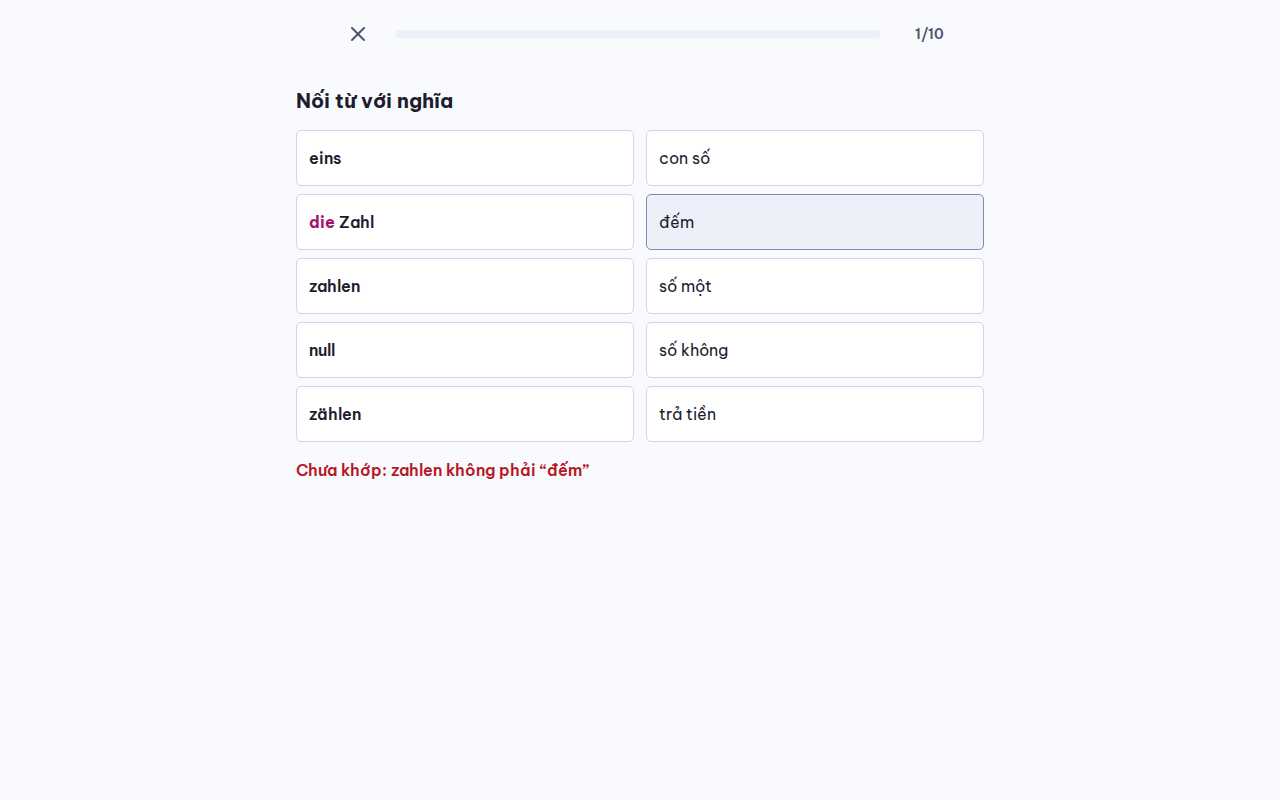 1/10
Nối từ với nghĩa
eins
con số
die Zahl
đếm
zahlen
số một
null
số không
zählen
trả tiền
Chưa khớp: zahlen không phải “đếm”